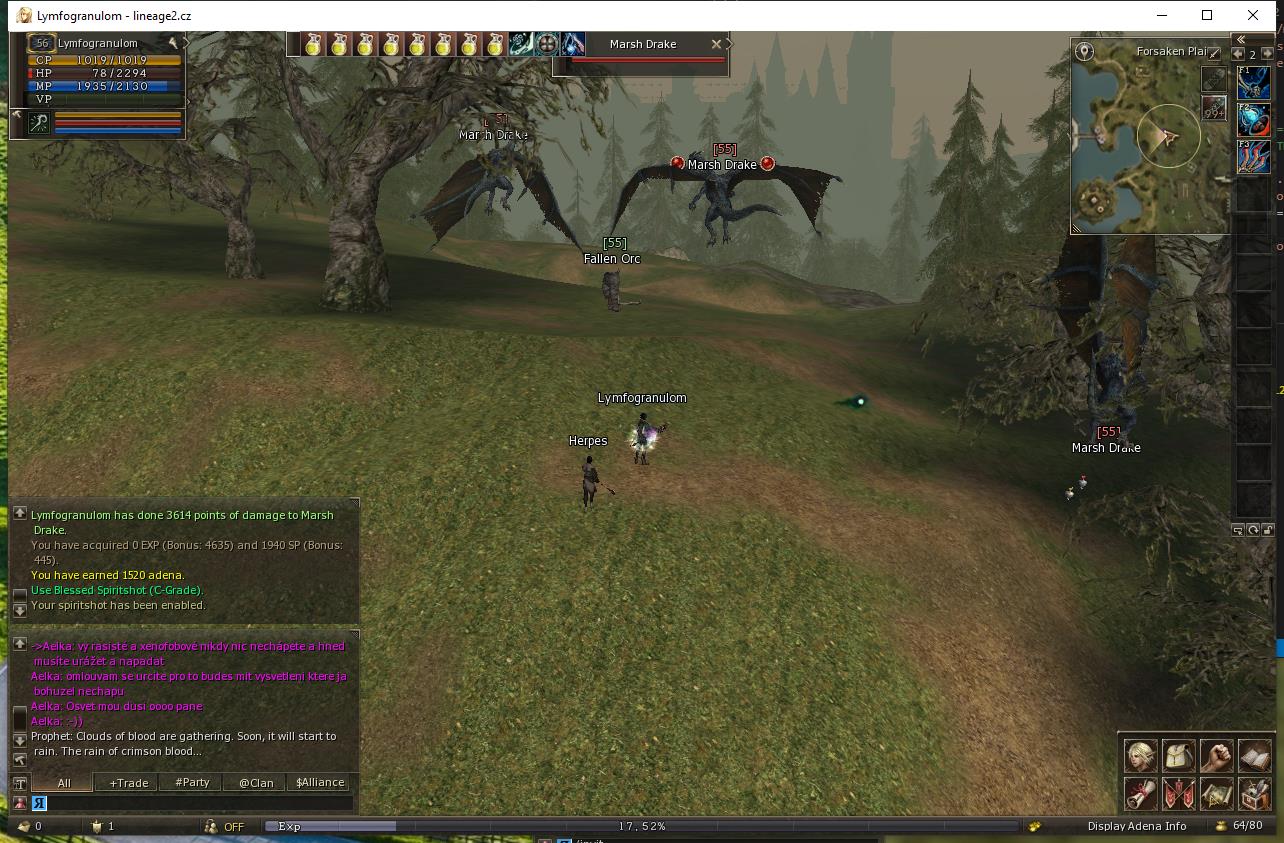 Lymfogranulom - lineage2.cz
56 Lymfogranulom
CP 1019/1019
HP 78/2294
MP 1935/2130
VP
Marsh Drake
Forsaken Plai
2
F1
F2
F3
99+
Marsh Drake
[55]
Marsh Drake
[55]
Fallen Orc
Lymfogranulom
Herpes
[55]
Marsh Drake
Lymfogranulom has done 3614 points of damage to Marsh
Drake.
You have acquired 0 EXP (Bonus: 4635) and 1940 SP (Bonus:
445).
You have earned 1520 adena.
Use Blessed Spiritshot (C-Grade).
Your spiritshot has been enabled.
->Aelka: vy rasisté a xenofobové nikdy nic nechápete a hned
musíte urážet a napadat
Aelka: omlouvam se urcite pro to budes mit vysvetleni ktere ja
bohuzel nechapu
Aelka: Osvet mou dusi oooo pane
Aelka: :-))
Prophet: Clouds of blood are gathering. Soon, it will start to
rain. The rain of crimson blood...
All +Trade #Party @Clan $Alliance
Я
0 1 OFF Exp 17,52% Display Adena Info 64/80